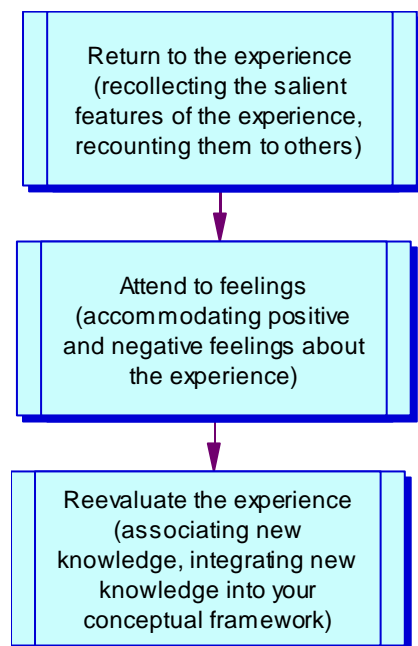 Return to the experience
(recollecting the salient
features of the experience,
recounting them to others)
Attend to feelings
(accommodating positive
and negative feelings about
the experience)
Reevaluate the experience
(associating new
knowledge, integrating new
knowledge into your
conceptual framework)